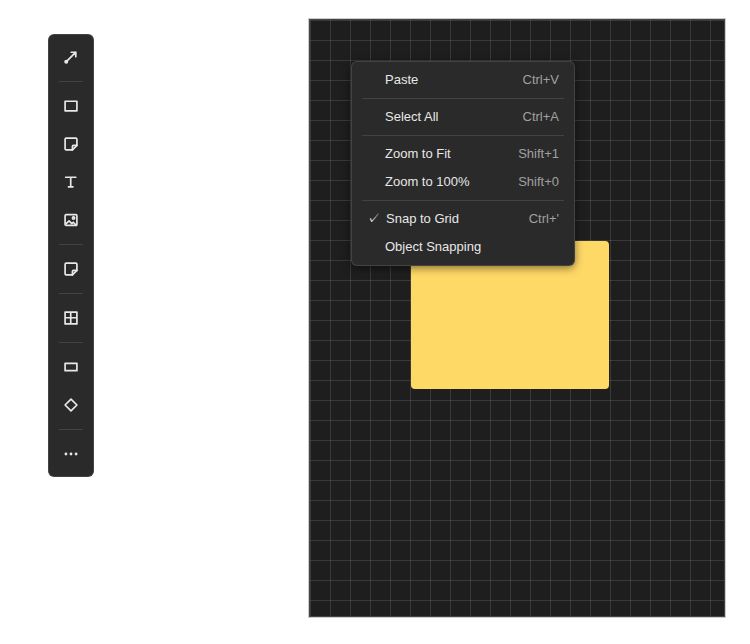 Paste Ctrl+V
Select All Ctrl+A
Zoom to Fit Shift+1
Zoom to 100% Shift+0
✓ Snap to Grid Ctrl+'
Object Snapping